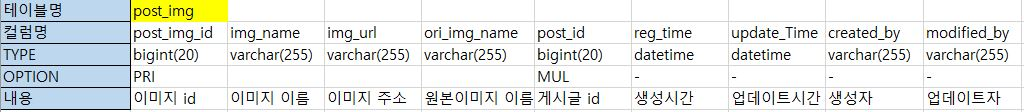 테이블명 post_img
컬럼명 post_img_id img_name img_url ori_img_name post_id reg_time update_Time created_by modified_by
TYPE bigint(20) varchar(255) varchar(255) varchar(255) bigint(20) datetime datetime varchar(255) varchar(255)
OPTION PRI MUL - - - -
내용 이미지 id 이미지 이름 이미지 주소 원본이미지 이름 게시글 id 생성시간 업데이트시간 생성자 업데이트자